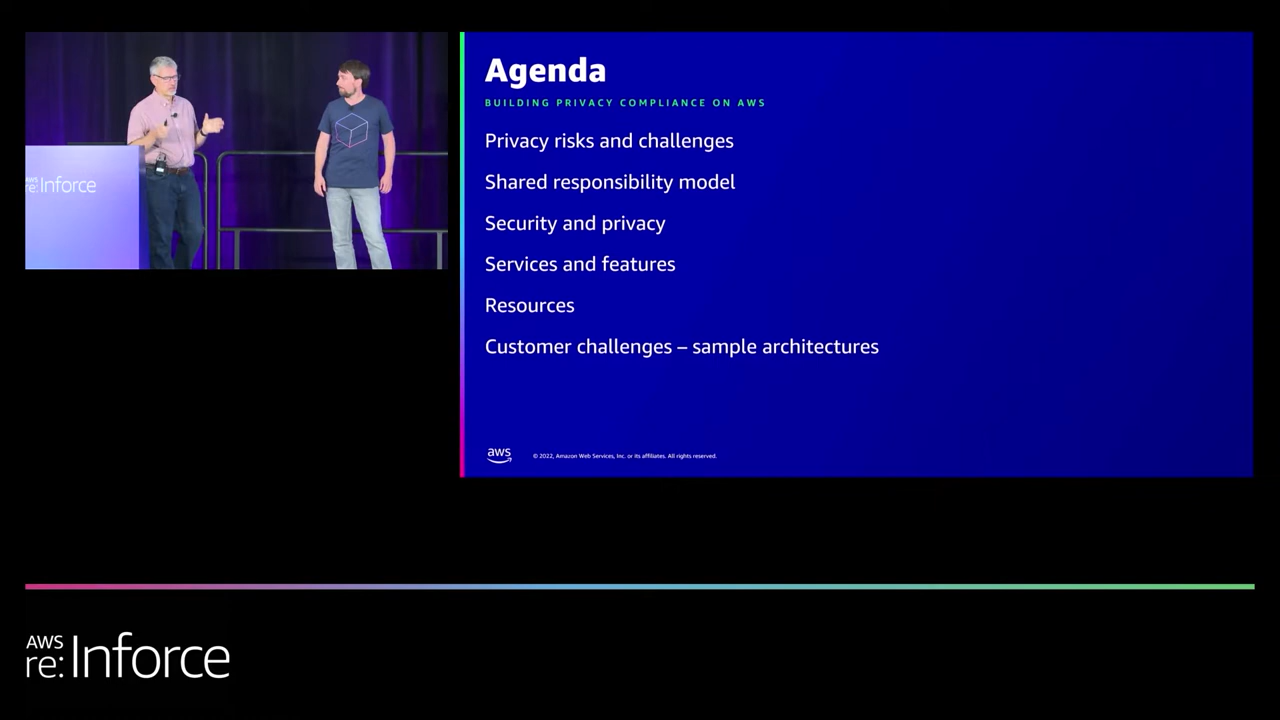 AWS
re:Inforce
Agenda
BUILDING PRIVACY COMPLIANCE ON AWS
Privacy risks and challenges
Shared responsibility model
Security and privacy
Services and features
Resources
Customer challenges – sample architectures
aws
© 2022, Amazon Web Services, Inc. or its affiliates. All rights reserved.
AWS
re:Inforce